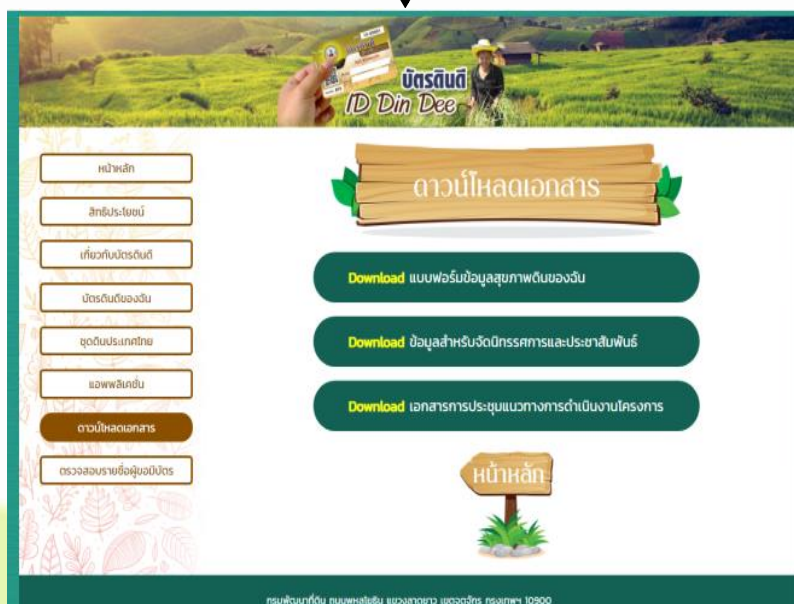 บัตรดินดี
ID Din Dee
หน้าหลัก
สิทธิประโยชน์
เกี่ยวกับบัตรดินดี
บัตรดินดีของฉัน
ชุดดินประเทศไทย
แอพพลิเคชั่น
ดาวน์โหลดเอกสาร
ตรวจสอบรายชื่อผู้ขอมีบัตร
ดาวน์โหลดเอกสาร
Download แบบฟอร์มข้อมูลสุขภาพดินของฉัน
Download ข้อมูลสำหรับจัดนิทรรศการและประชาสัมพันธ์
Download เอกสารการประชุมแนวทางการดำเนินงานโครงการ
หน้าหลัก
กรมพัฒนาที่ดิน ถนนพหลโยธิน แขวงลาดยาว เขตจตุจักร กรุงเทพฯ 10900